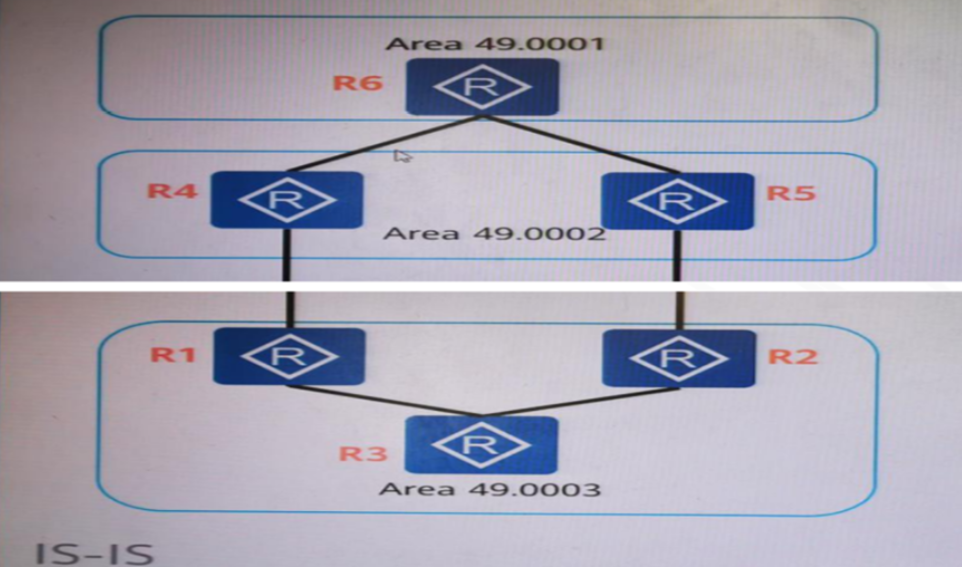 Area 49.0001
R6
R
R4
R
R
R5
Area 49.0002
R1
R
R
R2
R
R3
Area 49.0003
IS-IS